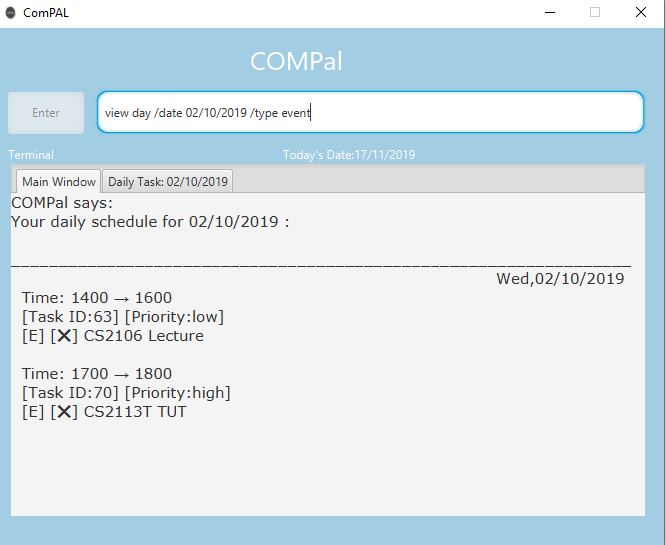 ComPAL
COMPal
Enter
view day /date 02/10/2019 /type event
Terminal
Today's Date:17/11/2019
Main Window
Daily Task: 02/10/2019
COMPal says:
Your daily schedule for 02/10/2019 :
_____________________________________________________________________
Wed,02/10/2019
Time: 1400 → 1600
[Task ID:63] [Priority:low]
[E] [❌] CS2106 Lecture
Time: 1700 → 1800
[Task ID:70] [Priority:high]
[E] [❌] CS2113T TUT